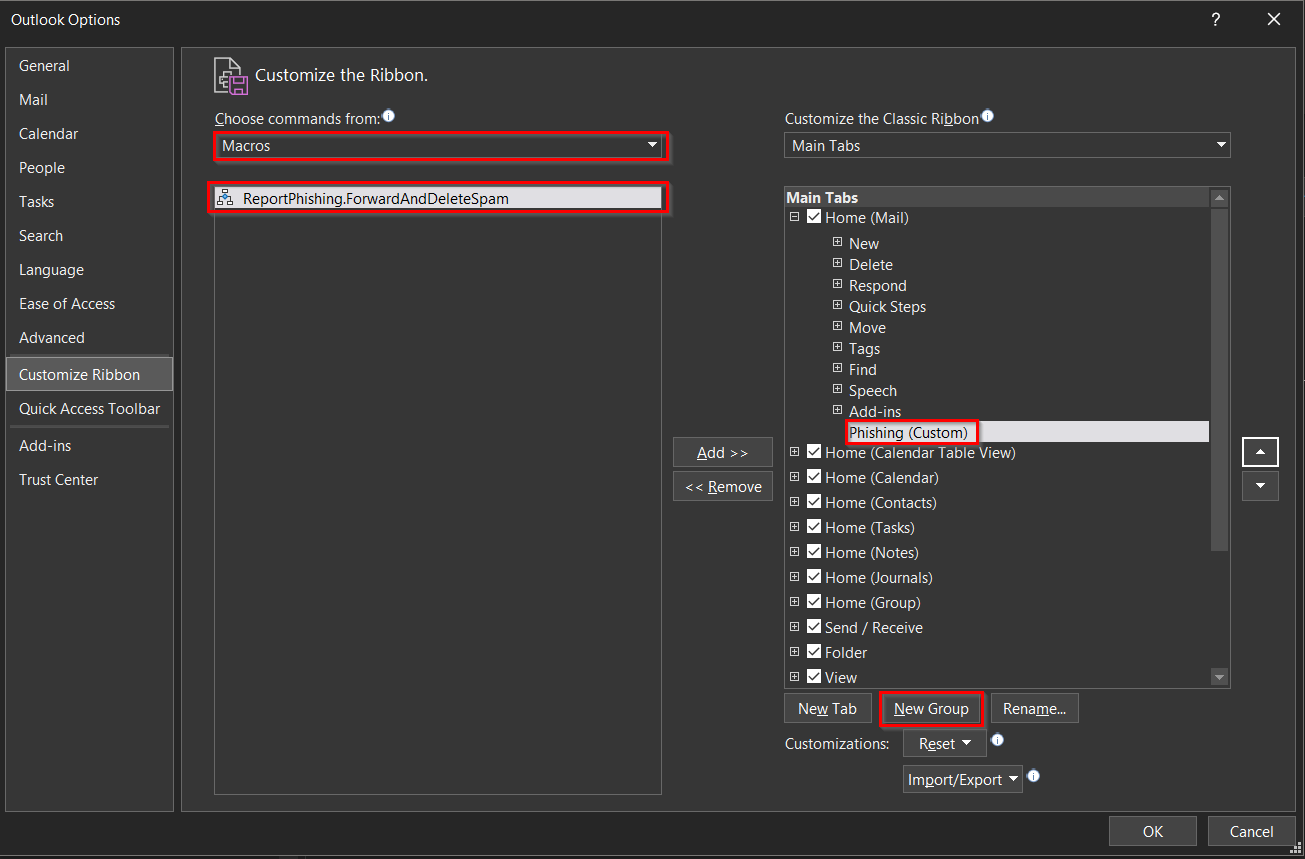 Outlook Options
?
General
Mail
Calendar
People
Tasks
Search
Language
Ease of Access
Advanced
Customize Ribbon
Quick Access Toolbar
Add-ins
Trust Center
Customize the Ribbon.
Choose commands from:
Macros
ReportPhishing.ForwardAndDeleteSpam
Add >>
<< Remove
Customize the Classic Ribbon
Main Tabs
Main Tabs
Home (Mail)
New
Delete
Respond
Quick Steps
Move
Tags
Find
Speech
Add-ins
Phishing (Custom)
Home (Calendar Table View)
Home (Calendar)
Home (Contacts)
Home (Tasks)
Home (Notes)
Home (Journals)
Home (Group)
Send / Receive
Folder
View
New Tab New Group Rename...
Customizations: Reset
Import/Export
OK Cancel